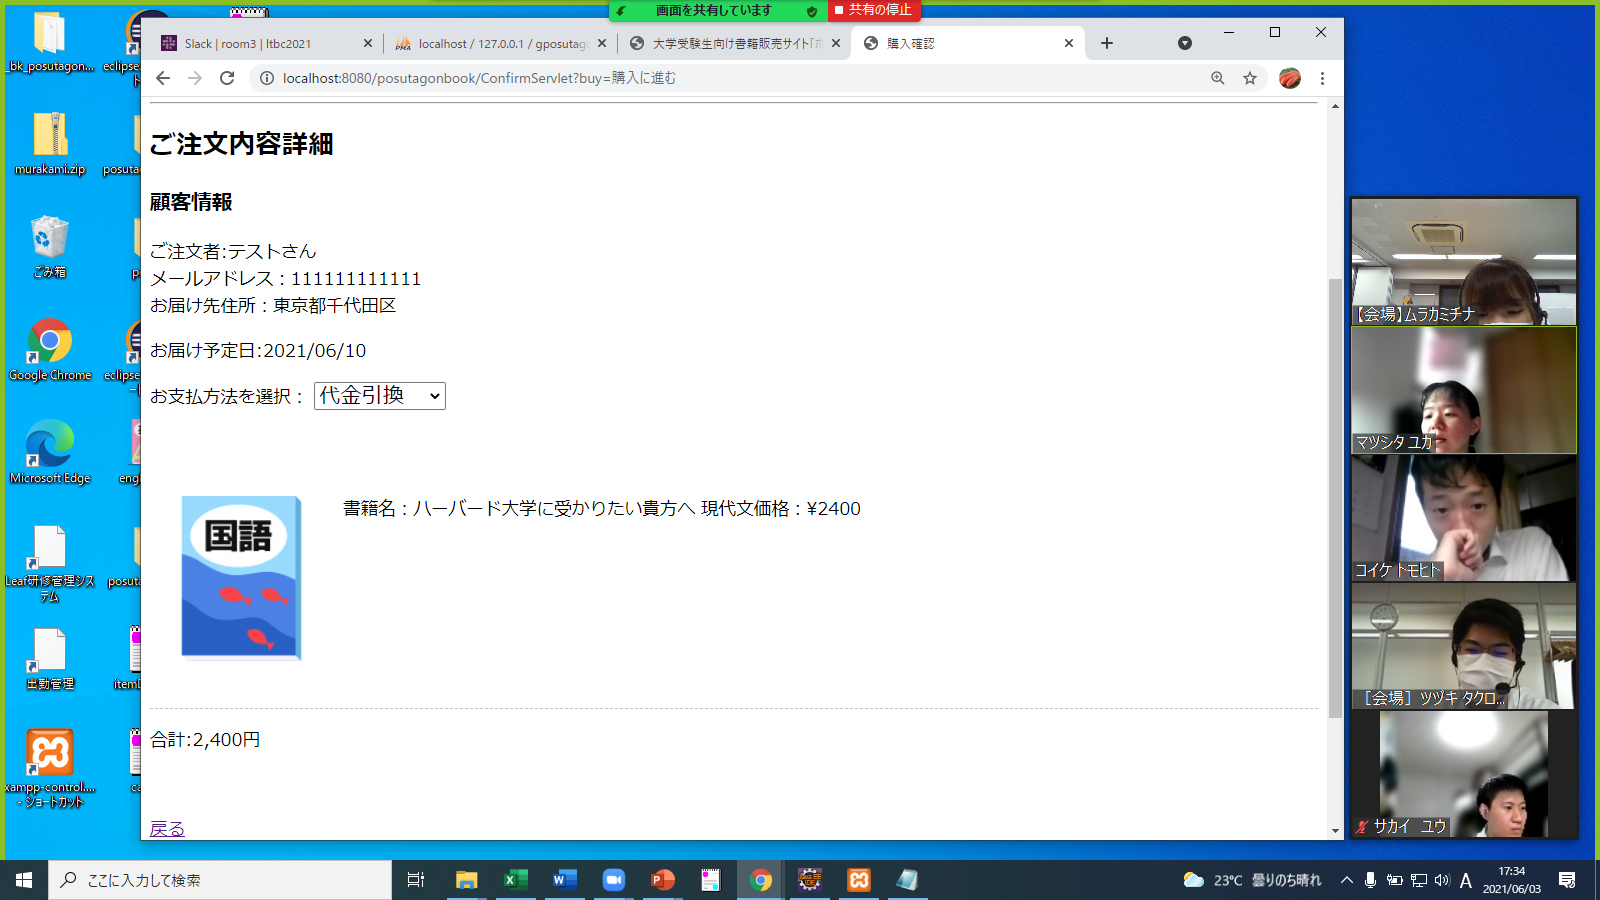 画面を共有しています
共有の停止
Slack | room3 | ltbc2021
localhost / 127.0.0.1 / gposutag
大学受験生向け書籍販売サイト「ポ
購入確認
localhost:8080/posutagonbook/ConfirmServlet?buy=購入に進む
ご注文内容詳細
顧客情報
ご注文者:テストさん
メールアドレス：111111111111
お届け先住所：東京都千代田区
お届け予定日:2021/06/10
お支払方法を選択：
代金引換
国語
書籍名：ハーバード大学に受かりたい貴方へ 現代文価格：¥2400
合計:2,400円
戻る
_bk_posutagon...
eclipse
murakami.zip
posuta
ごみ箱
Google Chrome
eclipse
Microsoft Edge
engl
Leaf研修管理シス
テム
posuta
出勤管理
itemD
xampp-control....
- ショートカット
ca
【会場】ムラカミチナ
マツシタ ユカ
コイケ トモヒト
［会場］ツヅキ タクロ...
サカイ ユウ
ここに入力して検索
23°C 曇りのち晴れ
A
17:34
2021/06/03